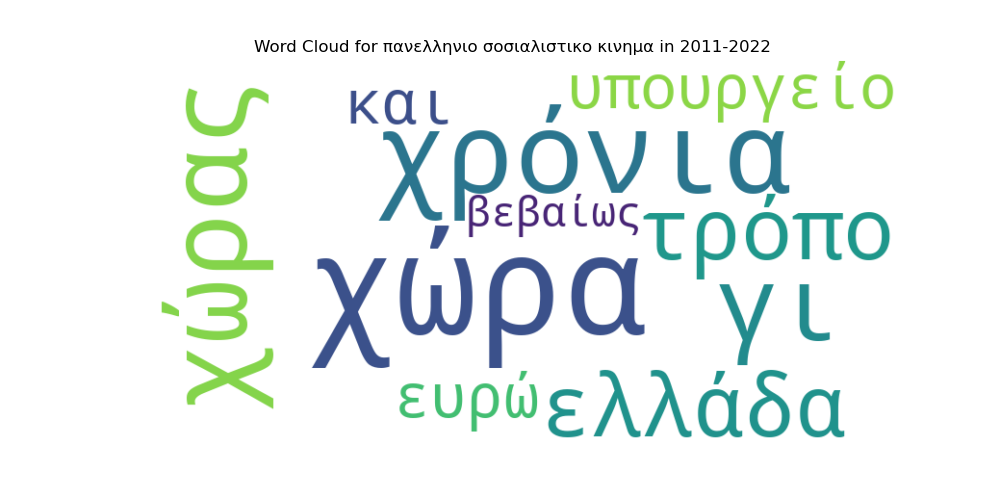 Word Cloud for πανελληνιο σοσιαλιστικο κινημα in 2011-2022
υπουργείο
και
χρόνια
χώρας
βεβαίως
τρόπο
χώρα
γι
ευρώ
ελλάδα